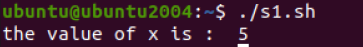 ubuntu@ubuntu2004:~$ ./s1.sh
the value of x is :  5